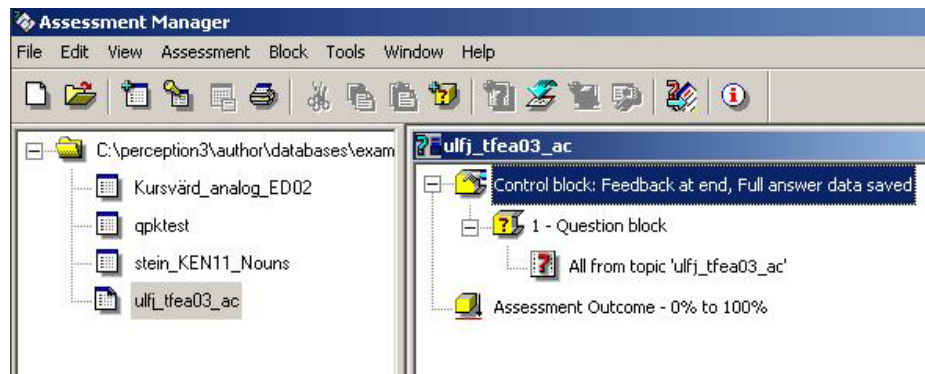 Assessment Manager
File Edit View Assessment Block Tools Window Help
C:\perception3\author\databases\exam
Kursvärd_analog_ED02
qpktest
stein_KEN11_Nouns
ulfj_tfea03_ac
ulfj_tfea03_ac
Control block: Feedback at end, Full answer data saved
1 - Question block
All from topic 'ulfj_tfea03_ac'
Assessment Outcome - 0% to 100%